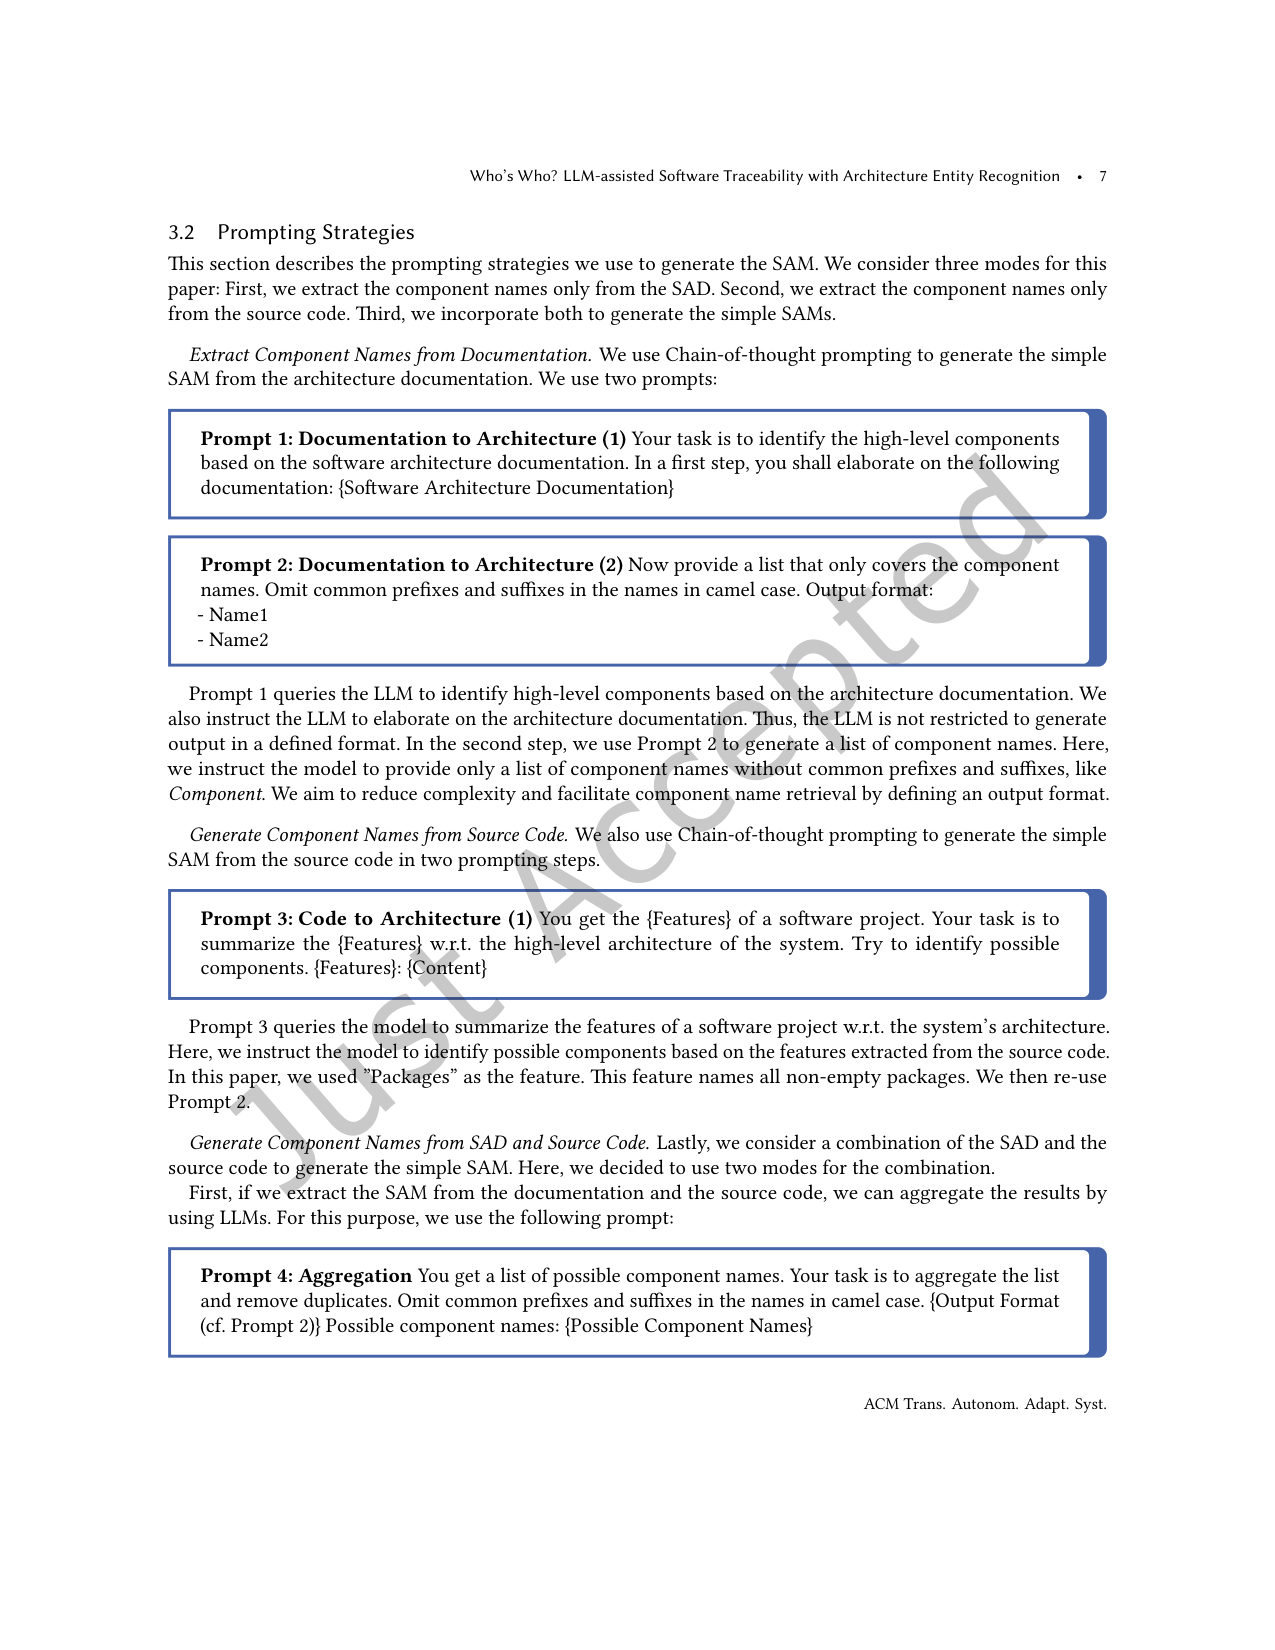 Who's Who? LLM-assisted Software Traceability with Architecture Entity Recognition • 7
3.2 Prompting Strategies
This section describes the prompting strategies we use to generate the SAM. We consider three modes for this
paper: First, we extract the component names only from the SAD. Second, we extract the component names only
from the source code. Third, we incorporate both to generate the simple SAMs.
Extract Component Names from Documentation. We use Chain-of-thought prompting to generate the simple
SAM from the architecture documentation. We use two prompts:
Prompt 1: Documentation to Architecture (1) Your task is to identify the high-level components
based on the software architecture documentation. In a first step, you shall elaborate on the following
documentation: {Software Architecture Documentation}
Prompt 2: Documentation to Architecture (2) Now provide a list that only covers the component
names. Omit common prefixes and suffixes in the names in camel case. Output format:
- Name1
- Name2
Prompt 1 queries the LLM to identify high-level components based on the architecture documentation. We
also instruct the LLM to elaborate on the architecture documentation. Thus, the LLM is not restricted to generate
output in a defined format. In the second step, we use Prompt 2 to generate a list of component names. Here,
we instruct the model to provide only a list of component names without common prefixes and suffixes, like
Component. We aim to reduce complexity and facilitate component name retrieval by defining an output format.
Generate Component Names from Source Code. We also use Chain-of-thought prompting to generate the simple
SAM from the source code in two prompting steps.
Prompt 3: Code to Architecture (1) You get the {Features} of a software project. Your task is to
summarize the {Features} w.r.t. the high-level architecture of the system. Try to identify possible
components. {Features}: {Content}
Prompt 3 queries the model to summarize the features of a software project w.r.t. the system's architecture.
Here, we instruct the model to identify possible components based on the features extracted from the source code.
In this paper, we used "Packages" as the feature. This feature names all non-empty packages. We then re-use
Prompt 2.
Generate Component Names from SAD and Source Code. Lastly, we consider a combination of the SAD and the
source code to generate the simple SAM. Here, we decided to use two modes for the combination.
First, if we extract the SAM from the documentation and the source code, we can aggregate the results by
using LLMs. For this purpose, we use the following prompt:
Prompt 4: Aggregation You get a list of possible component names. Your task is to aggregate the list
and remove duplicates. Omit common prefixes and suffixes in the names in camel case. {Output Format
(cf. Prompt 2)} Possible component names: {Possible Component Names}
ACM Trans. Autonom. Adapt. Syst.
Just Accepted